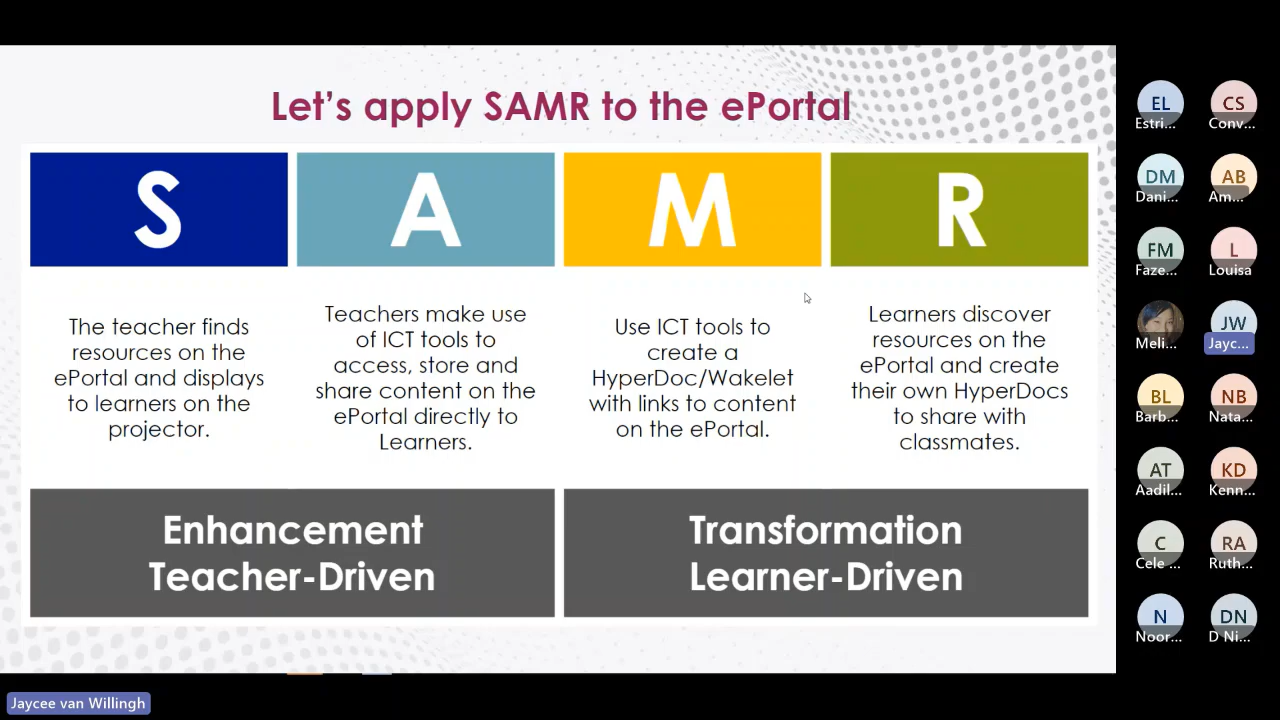 Let's apply SAMR to the ePortal
S
A
M
R
The teacher finds
resources on the
ePortal and displays
to learners on the
projector.
Teachers make use
of ICT tools to
access, store and
share content on the
ePortal directly to
Learners.
Use ICT tools to
create a
HyperDoc/Wakelet
with links to content
on the ePortal.
Learners discover
resources on the
ePortal and create
their own HyperDocs
to share with
classmates.
Enhancement
Teacher-Driven
Transformation
Learner-Driven
EL
Estri...
CS
Conv...
DM
Dani...
AB
Am...
FM
Faze...
L
Louisa
Meli...
JW
Jayc...
BL
Barb...
NB
Nata...
AT
Aadil...
KD
Kenn...
C
Cele ...
RA
Ruth...
N
Noor...
DN
D Ni...
Jaycee van Willingh